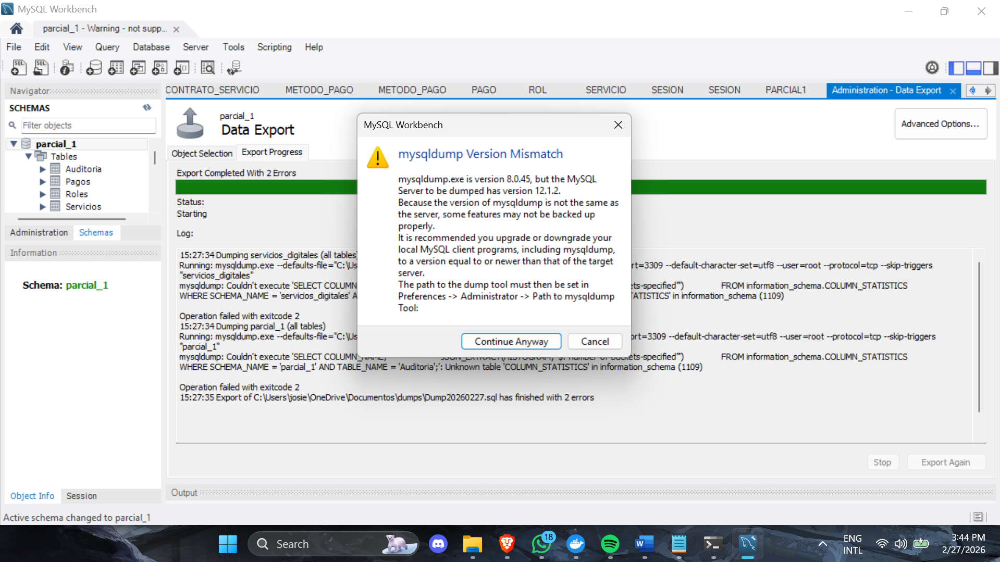 MySQL Workbench
parcial_1 - Warning - not supp...
File Edit View Query Database Server Tools Scripting Help
Navigator
SCHEMAS
Filter objects
parcial_1
Tables
Auditoria
Pagos
Roles
Servicios
Administration Schemas
Information
Schema: parcial_1
Object Info Session
CONTRATO_SERVICIO METODO_PAGO METODO_PAGO PAGO ROL SERVICIO SESION SESION PARCIAL1 Administration - Data Export
parcial_1
Data Export
Advanced Options...
Object Selection Export Progress
Export Completed With 2 Errors
Status:
Starting
Log:
15:27:34 Dumping servicios_digitales (all tables)
Running: mysqldump.exe --defaults-file="C:\Us rt=3309 --default-character-set=utf8 --user=root --protocol=tcp --skip-triggers
"servicios_digitales"
mysqldump: Couldn't execute 'SELECT COLUMN ets-specified"') FROM information_schema.COLUMN_STATISTICS
WHERE SCHEMA_NAME = 'servicios_digitales' A ATISTICS' in information_schema (1109)
Operation failed with exitcode 2
15:27:34 Dumping parcial_1 (all tables)
Running: mysqldump.exe --defaults-file="C:\Us ort=3309 --default-character-set=utf8 --user=root --protocol=tcp --skip-triggers
"parcial_1"
mysqldump: Couldn't execute 'SELECT COLUMN_NAME, JSON_EXTRACT(HISTOGRAM, '$."number-of-buckets-specified"') FROM information_schema.COLUMN_STATISTICS
WHERE SCHEMA_NAME = 'parcial_1' AND TABLE_NAME = 'Auditoria';': Unknown table 'COLUMN_STATISTICS' in information_schema (1109)
Operation failed with exitcode 2
15:27:35 Export of C:\Users\josie\OneDrive\Documentos\dumps\Dump20260227.sql has finished with 2 errors
Stop Export Again
Output
MySQL Workbench
mysqldump Version Mismatch
mysqldump.exe is version 8.0.45, but the MySQL
Server to be dumped has version 12.1.2.
Because the version of mysqldump is not the same as
the server, some features may not be backed up
properly.
It is recommended you upgrade or downgrade your
local MySQL client programs, including mysqldump,
to a version equal to or newer than that of the target
server.
The path to the dump tool must then be set in
Preferences -> Administrator -> Path to mysqldump
Tool:
Continue Anyway Cancel
Active schema changed to parcial_1
Search
18
ENG
INTL
3:44 PM
2/27/2026